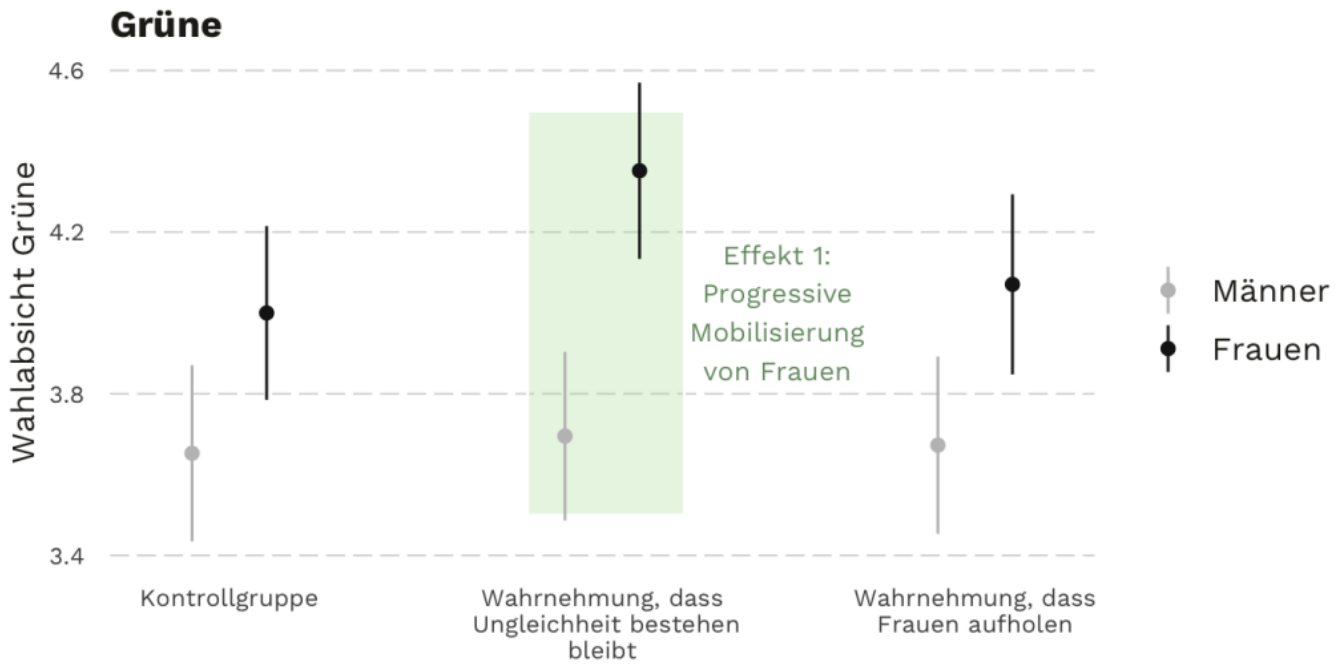 Grüne
4.6
4.2
3.8
3.4
Wahlabsicht Grüne
Effekt 1:
Progressive
Mobilisierung
von Frauen
Männer
Frauen
Kontrollgruppe
Wahrnehmung, dass
Ungleichheit bestehen
bleibt
Wahrnehmung, dass
Frauen aufholen